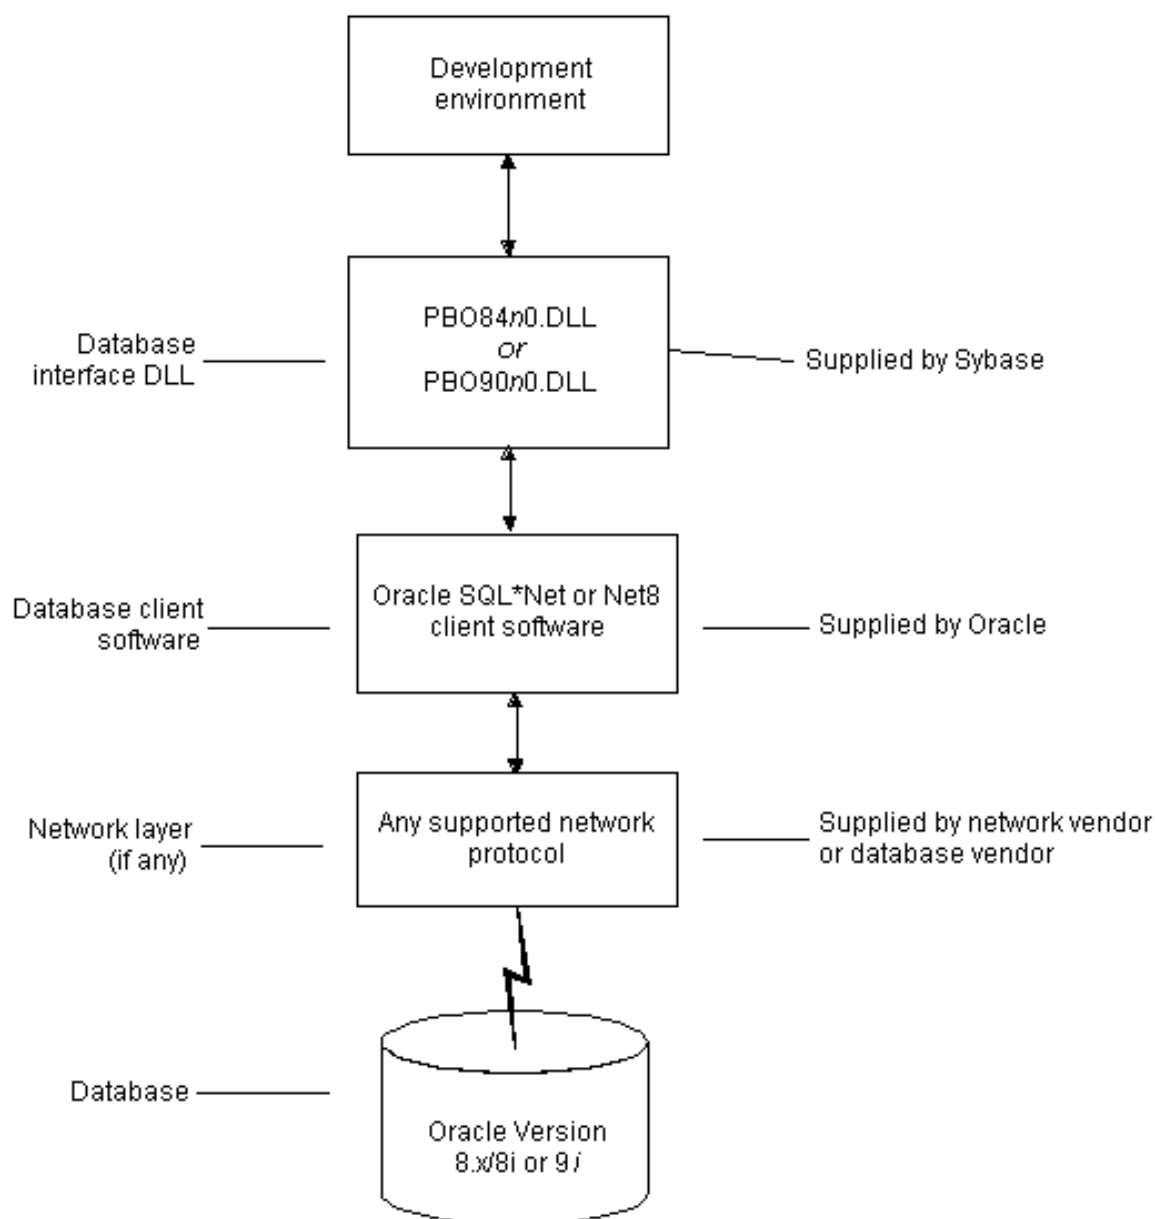 Development
environment
PBO84n0.DLL
or
PBO90n0.DLL
Database
interface DLL
Supplied by Sybase
Oracle SQL*Net or Net8
client software
Database client
software
Supplied by Oracle
Any supported network
protocol
Network layer
(if any)
Supplied by network vendor
or database vendor
Database
Oracle Version
8.x/8i or 9i